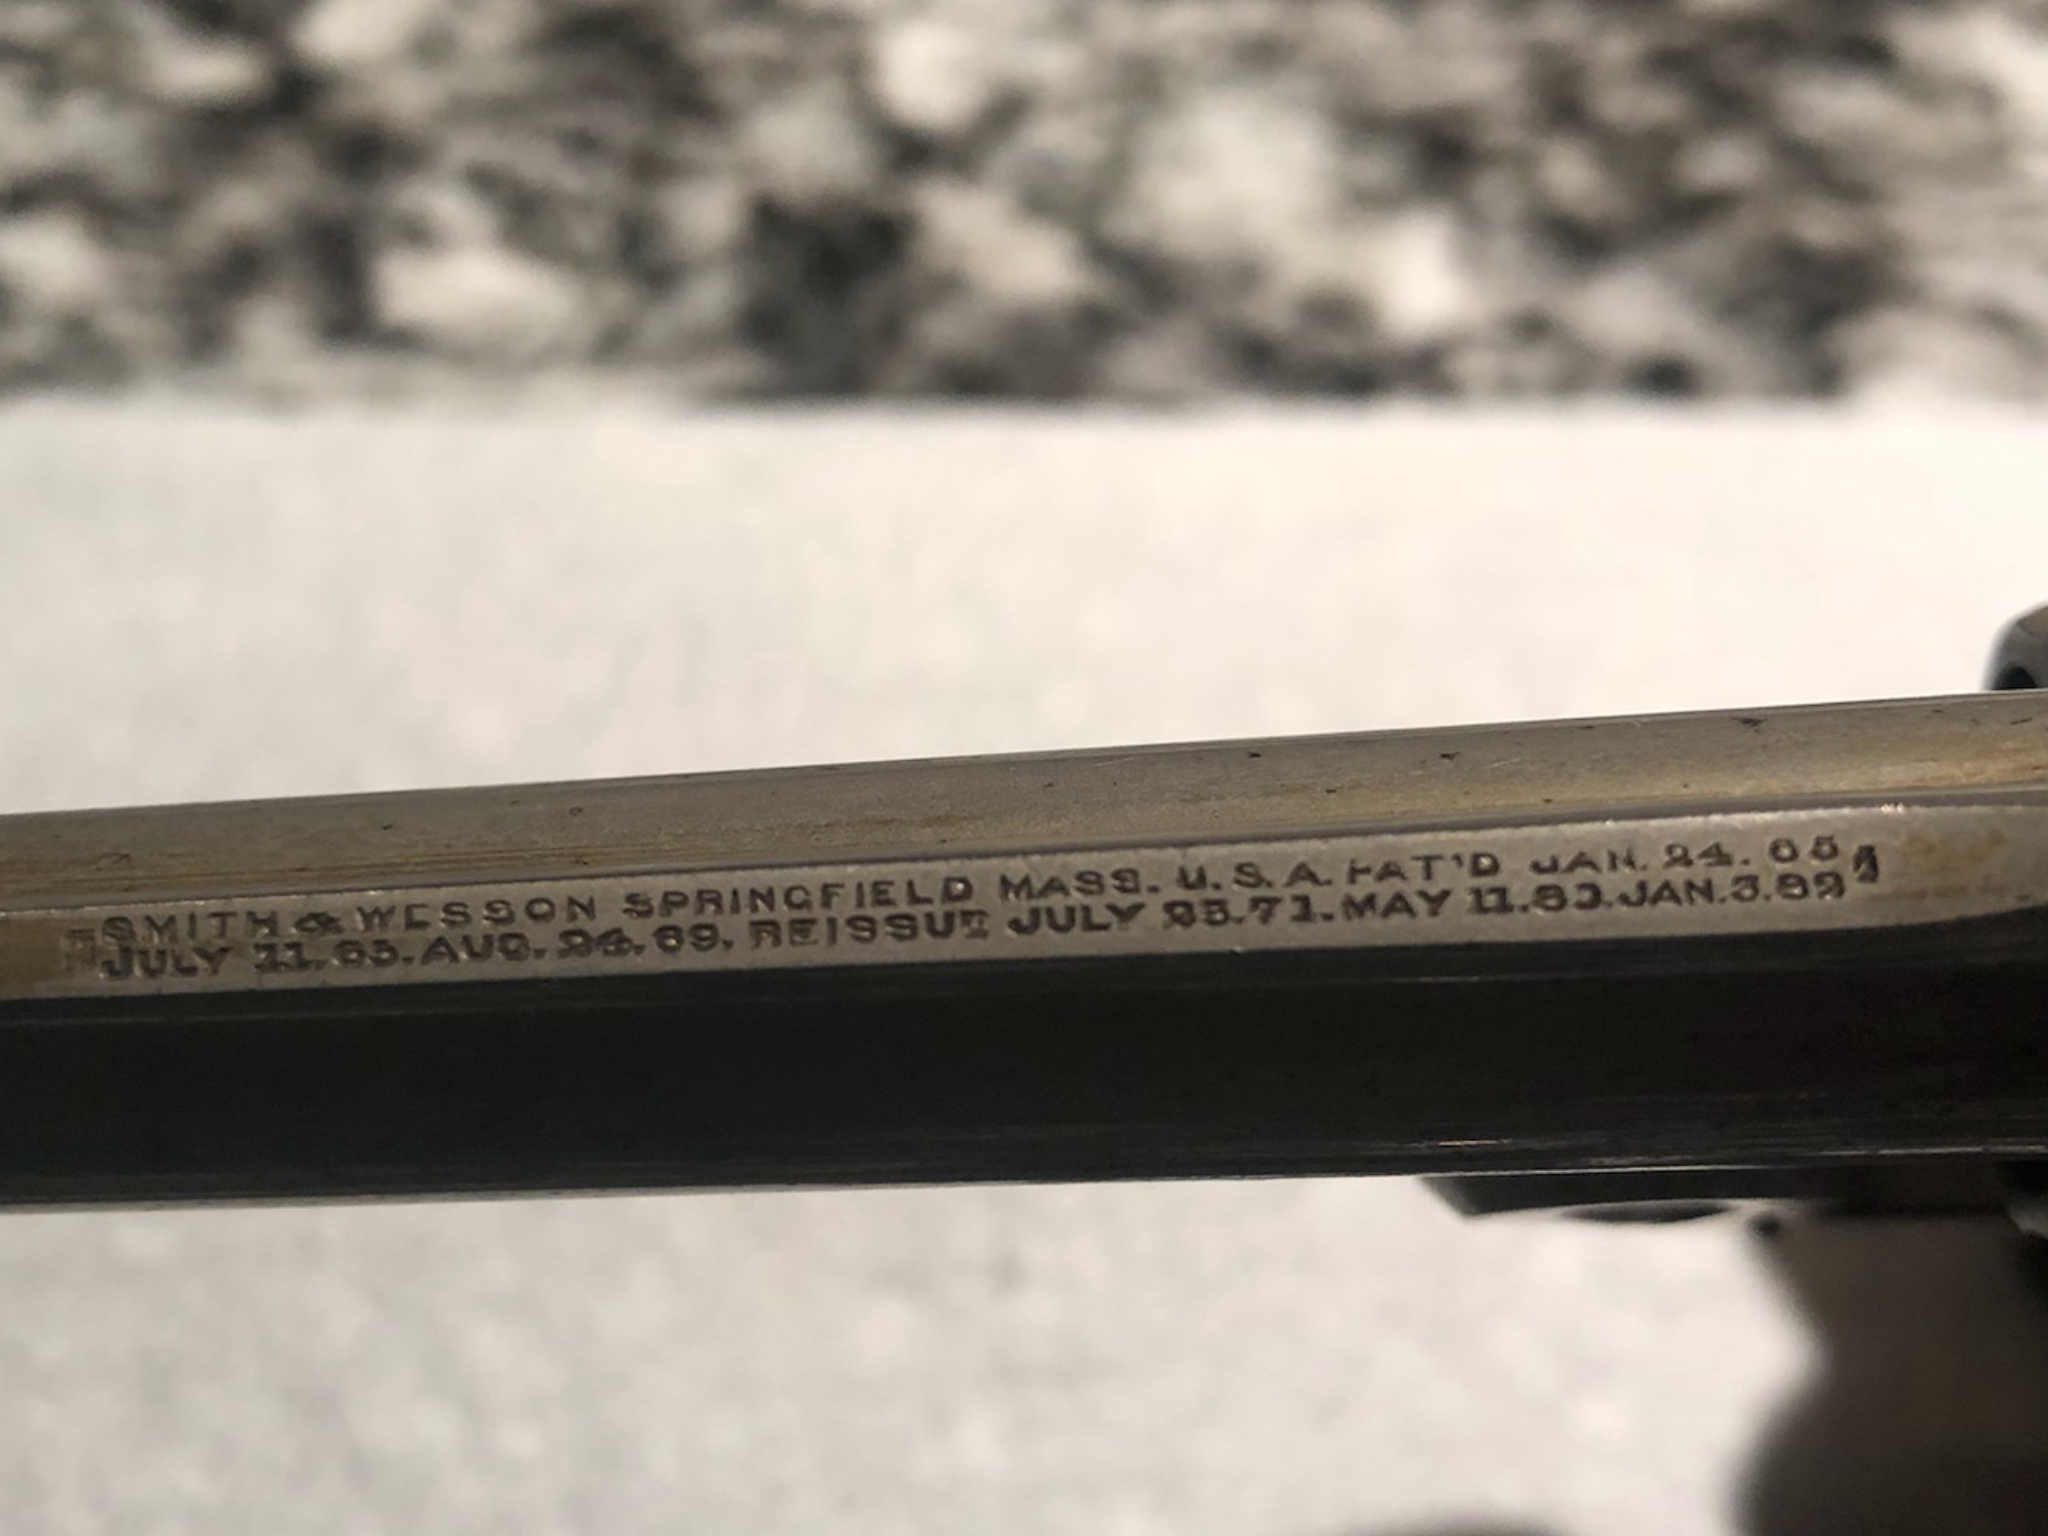 SMITH & WESSON SPRINGFIELD MASS. U.S.A. PAT'D JAN. 24. 65
JULY 11. 65. AUG. 24. 69. REISSUE JULY 25. 71. MAY 11. 80. JAN. 3. 82